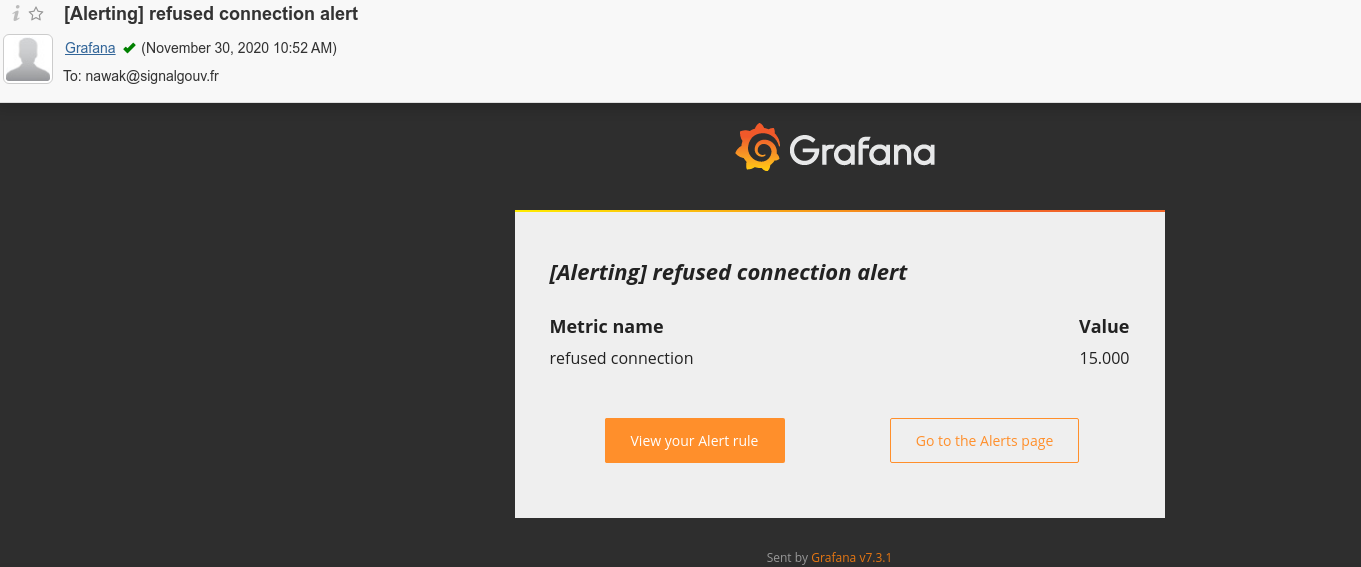 [Alerting] refused connection alert
Grafana (November 30, 2020 10:52 AM)
To: nawak@signalgouv.fr
Grafana
[Alerting] refused connection alert
Metric name Value
refused connection 15.000
View your Alert rule Go to the Alerts page
Sent by Grafana v7.3.1